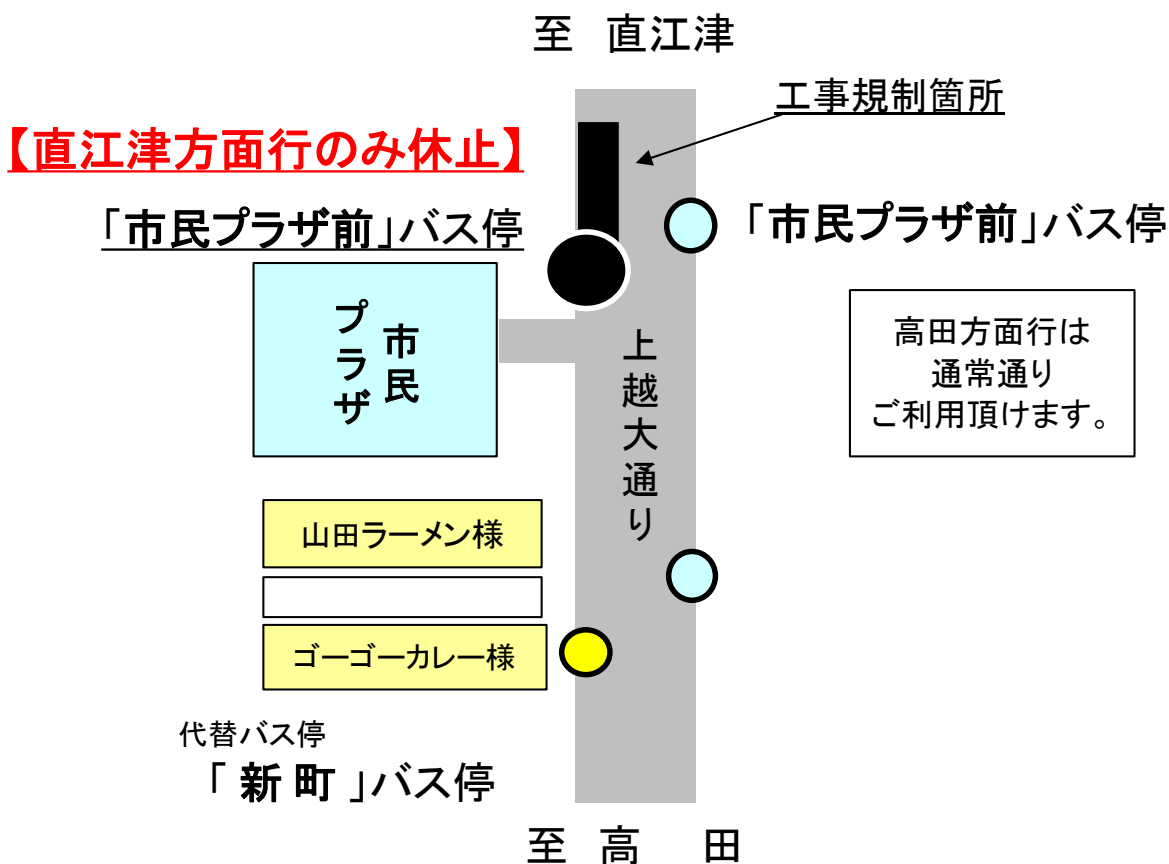 至 直江津
工事規制箇所
【直江津方面行のみ休止】
「市民プラザ前」バス停
「市民プラザ前」バス停
市民
プラザ
高田方面行は
通常通り
ご利用頂けます。
上越大通り
山田ラーメン様
ゴーゴーカレー様
代替バス停
「 新 町 」バス停
至 高 田